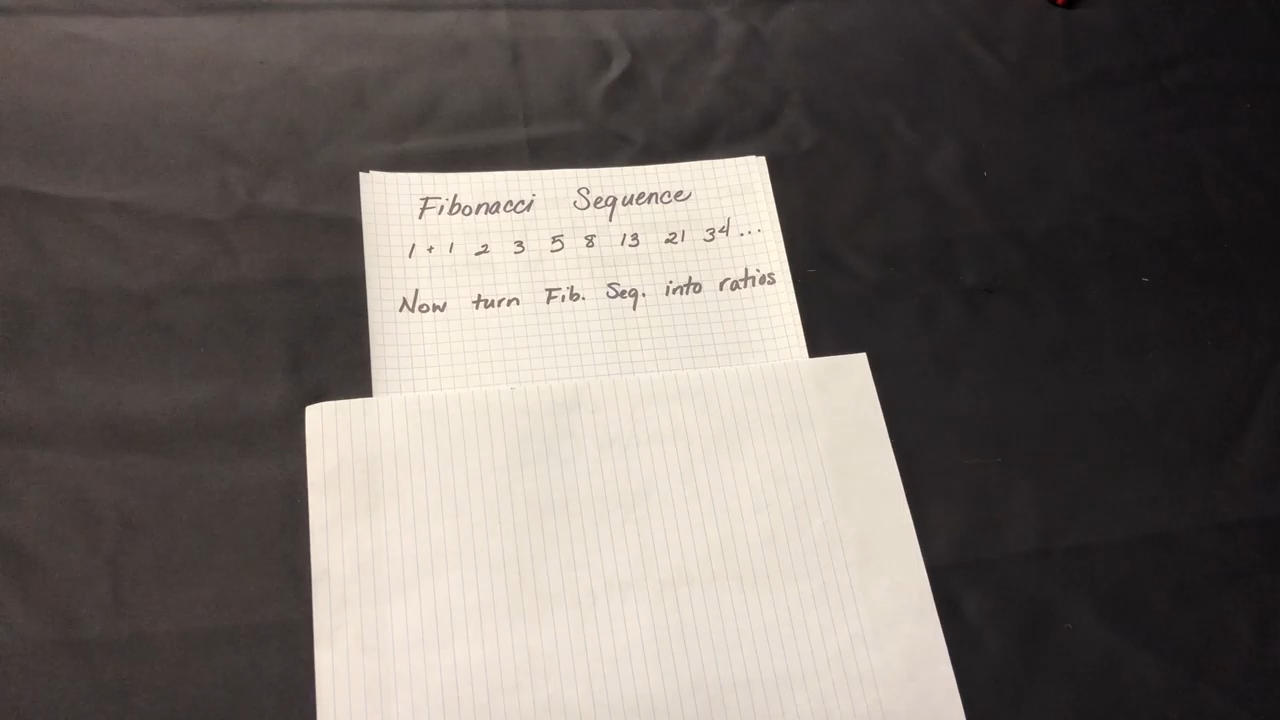 Fibonacci Sequence
1 + 1 2 3 5 8 13 21 34...
Now turn Fib. Seq. into ratios